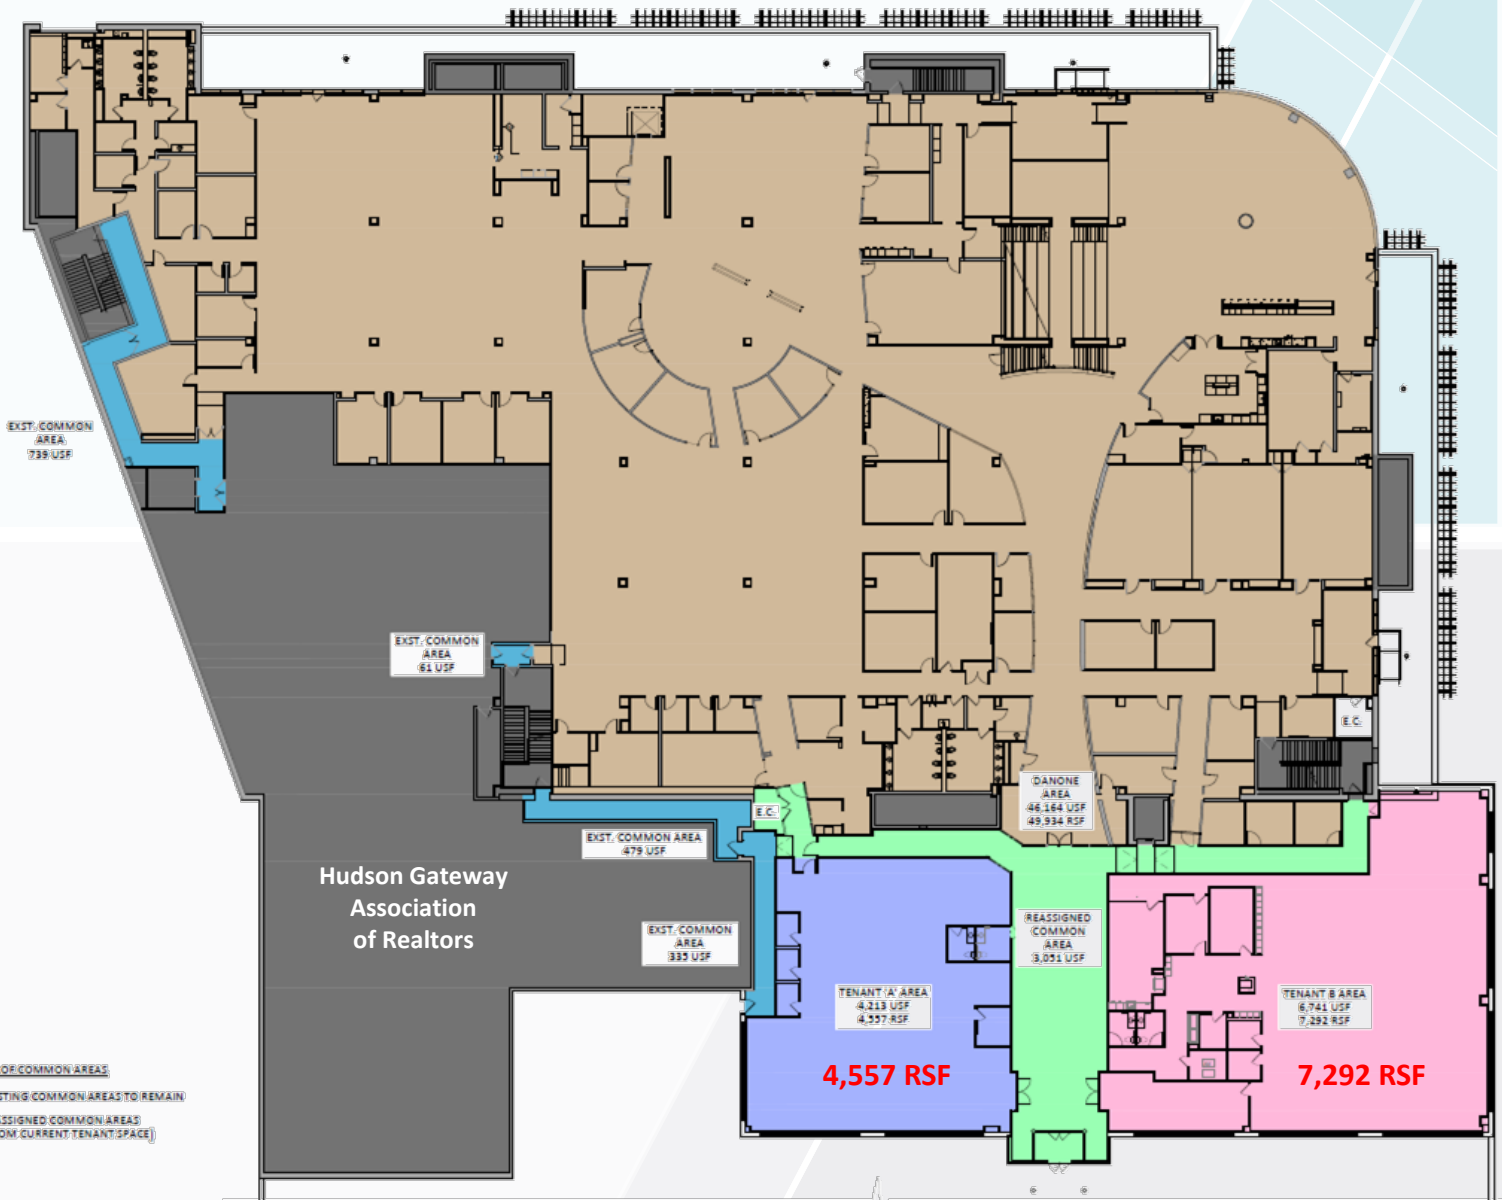 EXST. COMMON
AREA
739 USF
EXST. COMMON
AREA
61 USF
E.C.
DANONE
AREA
46,164 USF
49,934 RSF
E.C.
EXST. COMMON AREA
479 USF
Hudson Gateway
Association
of Realtors
EXST. COMMON
AREA
335 USF
REASSIGNED
COMMON
AREA
3,051 USF
TENANT 'A' AREA
4,213 USF
4,557 RSF
TENANT B AREA
6,741 USF
7,292 RSF
4,557 RSF
7,292 RSF
OF COMMON AREAS
STING COMMON AREAS TO REMAIN
SSIGNED COMMON AREAS
OM CURRENT TENANT SPACE)